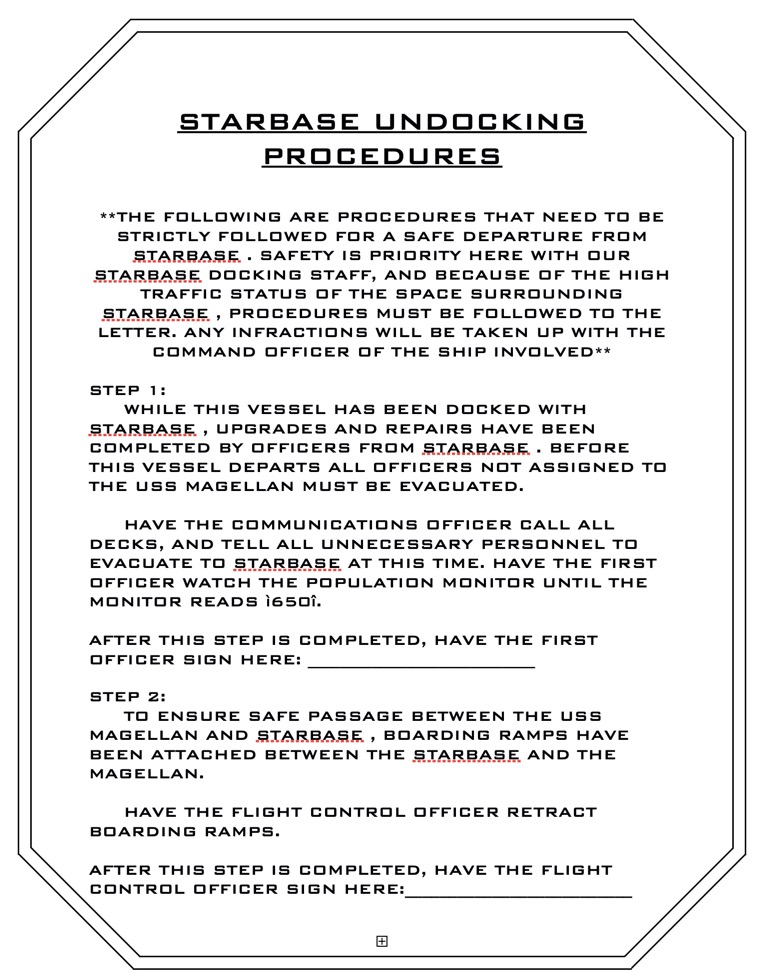 STARBASE UNDOCKING
PROCEDURES
**THE FOLLOWING ARE PROCEDURES THAT NEED TO BE
STRICTLY FOLLOWED FOR A SAFE DEPARTURE FROM
STARBASE . SAFETY IS PRIORITY HERE WITH OUR
STARBASE DOCKING STAFF, AND BECAUSE OF THE HIGH
TRAFFIC STATUS OF THE SPACE SURROUNDING
STARBASE , PROCEDURES MUST BE FOLLOWED TO THE
LETTER. ANY INFRACTIONS WILL BE TAKEN UP WITH THE
COMMAND OFFICER OF THE SHIP INVOLVED**
STEP 1:
WHILE THIS VESSEL HAS BEEN DOCKED WITH
STARBASE , UPGRADES AND REPAIRS HAVE BEEN
COMPLETED BY OFFICERS FROM STARBASE . BEFORE
THIS VESSEL DEPARTS ALL OFFICERS NOT ASSIGNED TO
THE USS MAGELLAN MUST BE EVACUATED.
HAVE THE COMMUNICATIONS OFFICER CALL ALL
DECKS, AND TELL ALL UNNECESSARY PERSONNEL TO
EVACUATE TO STARBASE AT THIS TIME. HAVE THE FIRST
OFFICER WATCH THE POPULATION MONITOR UNTIL THE
MONITOR READS Ì650Î.
AFTER THIS STEP IS COMPLETED, HAVE THE FIRST
OFFICER SIGN HERE: ______________________
STEP 2:
TO ENSURE SAFE PASSAGE BETWEEN THE USS
MAGELLAN AND STARBASE , BOARDING RAMPS HAVE
BEEN ATTACHED BETWEEN THE STARBASE AND THE
MAGELLAN.
HAVE THE FLIGHT CONTROL OFFICER RETRACT
BOARDING RAMPS.
AFTER THIS STEP IS COMPLETED, HAVE THE FLIGHT
CONTROL OFFICER SIGN HERE:______________________